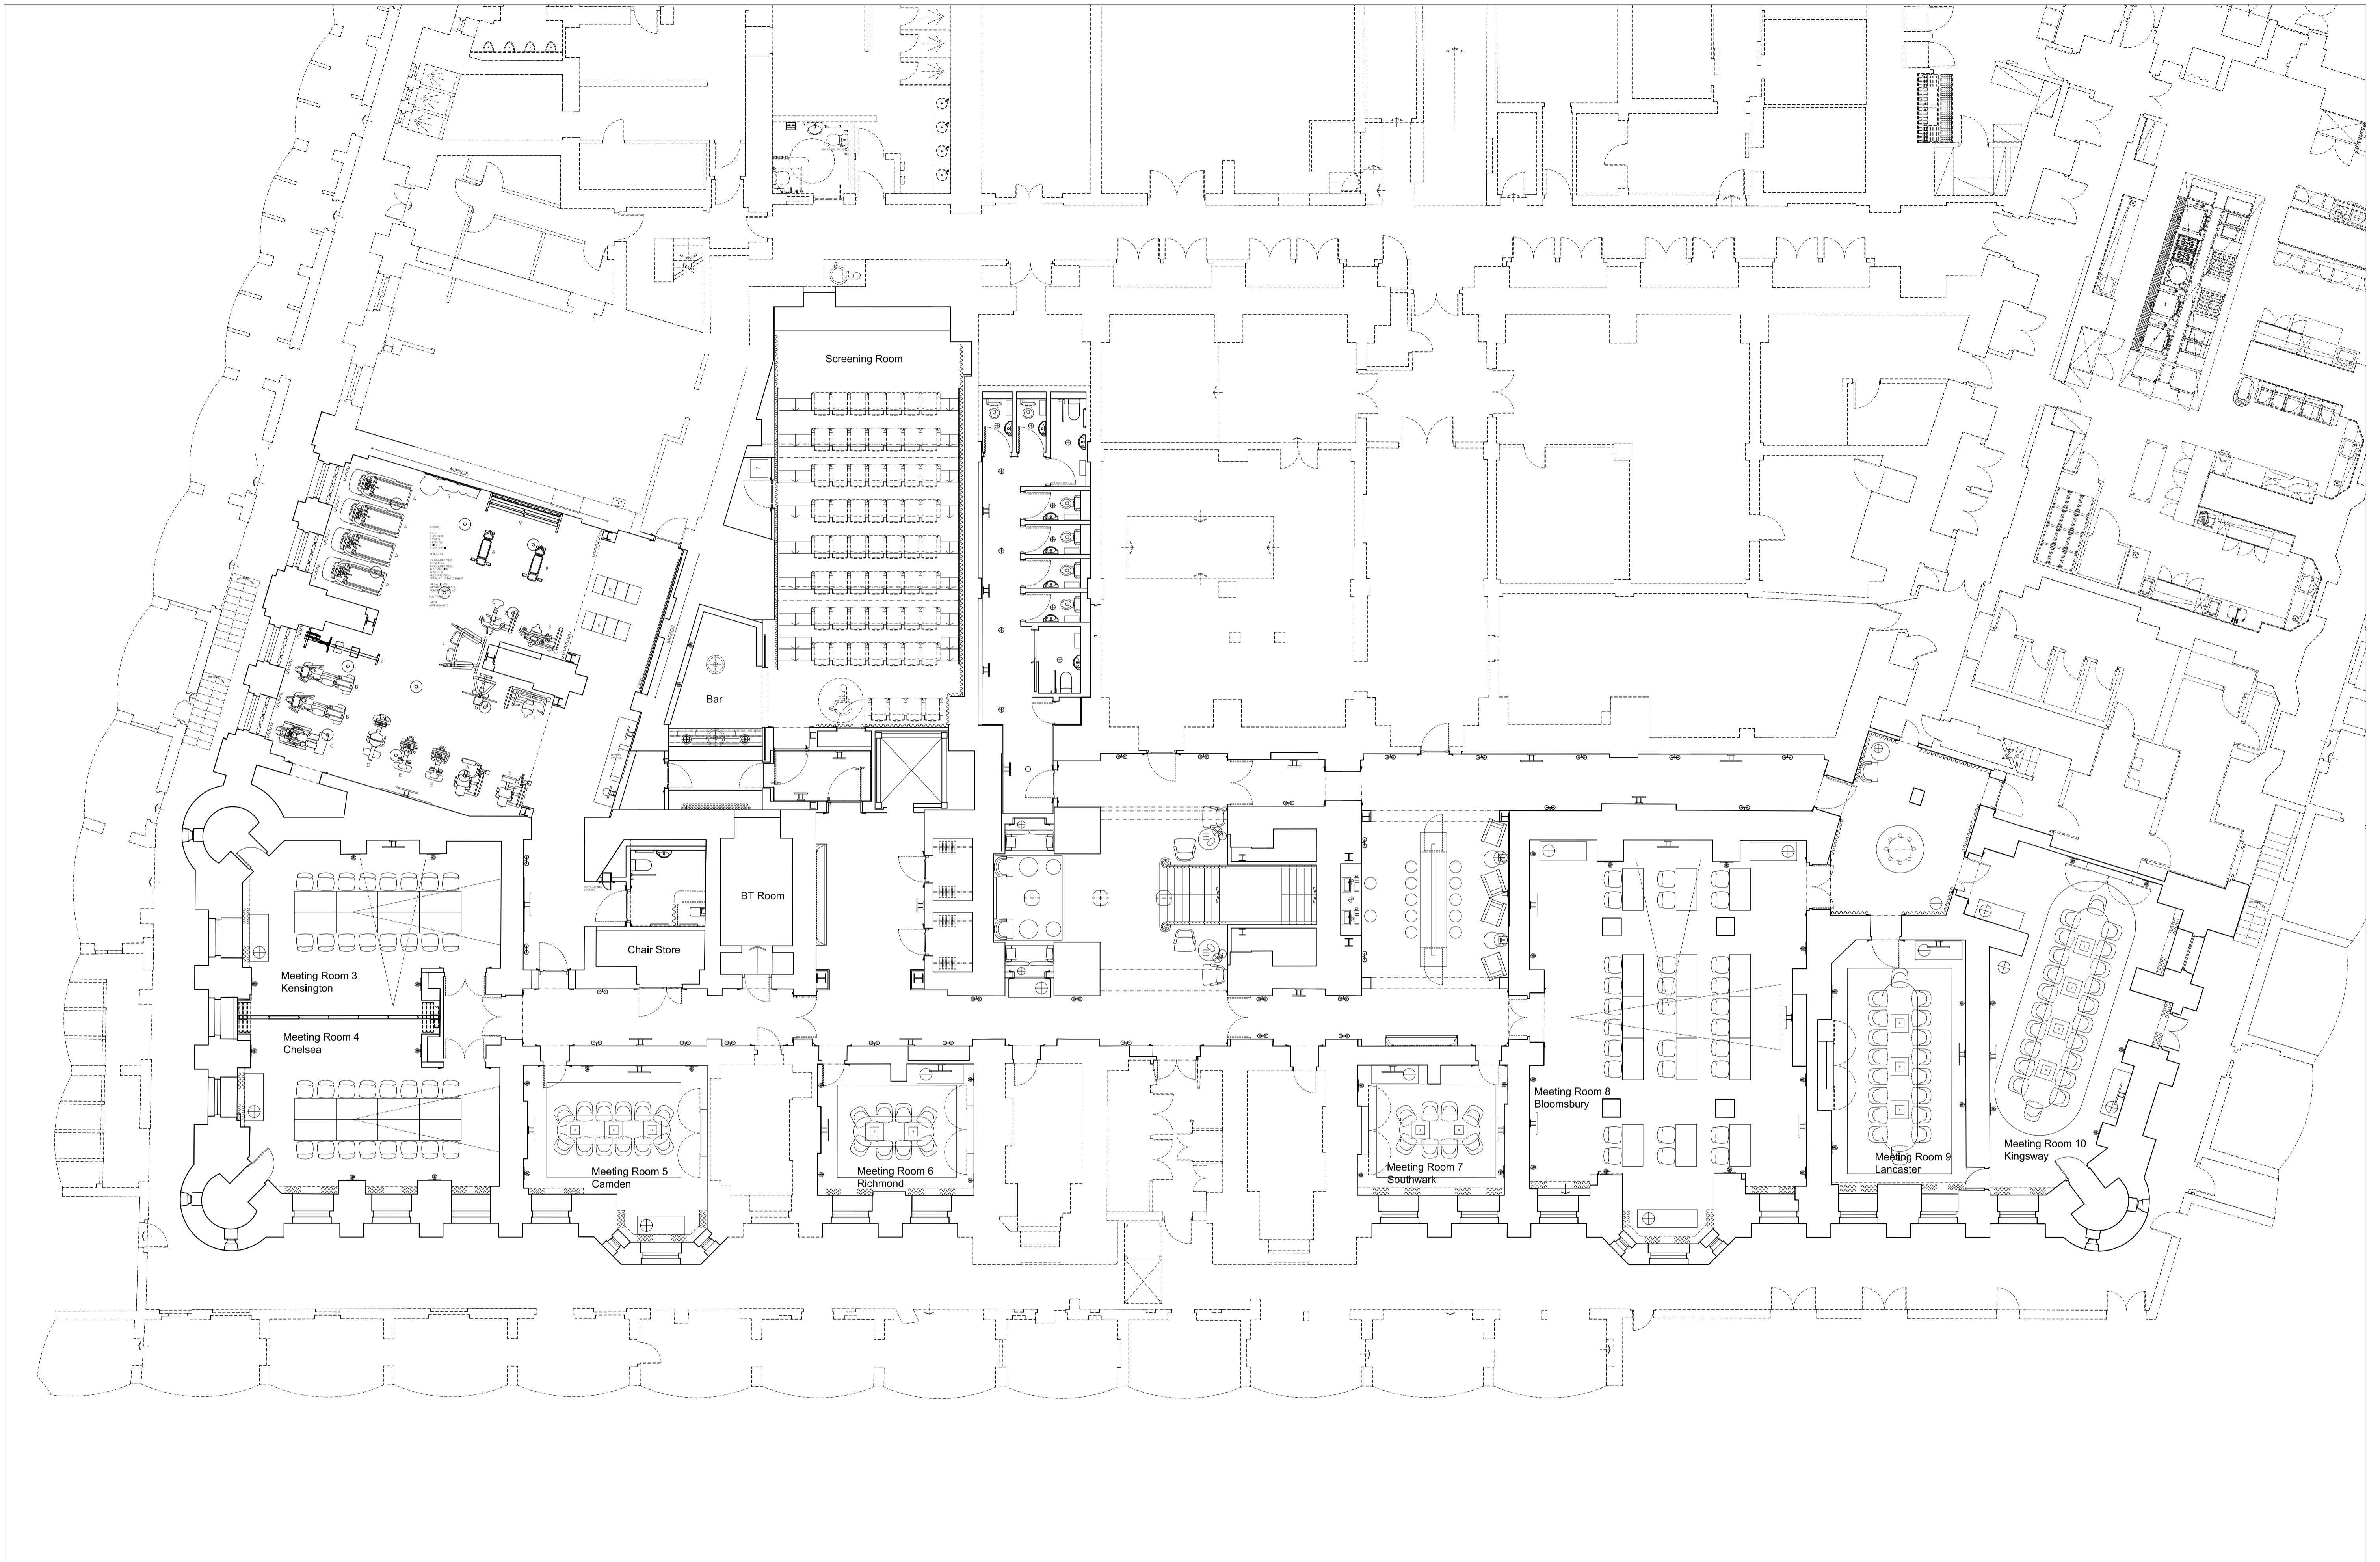 Screening Room
MIRROR
MIRROR
Bar
BT Room
Chair Store
Meeting Room 3
Kensington
Meeting Room 4
Chelsea
Meeting Room 5
Camden
Meeting Room 6
Richmond
Meeting Room 7
Southwark
Meeting Room 8
Bloomsbury
Meeting Room 9
Lancaster
Meeting Room 10
Kingsway
A
A
A
A
B
B
C
D
E
E